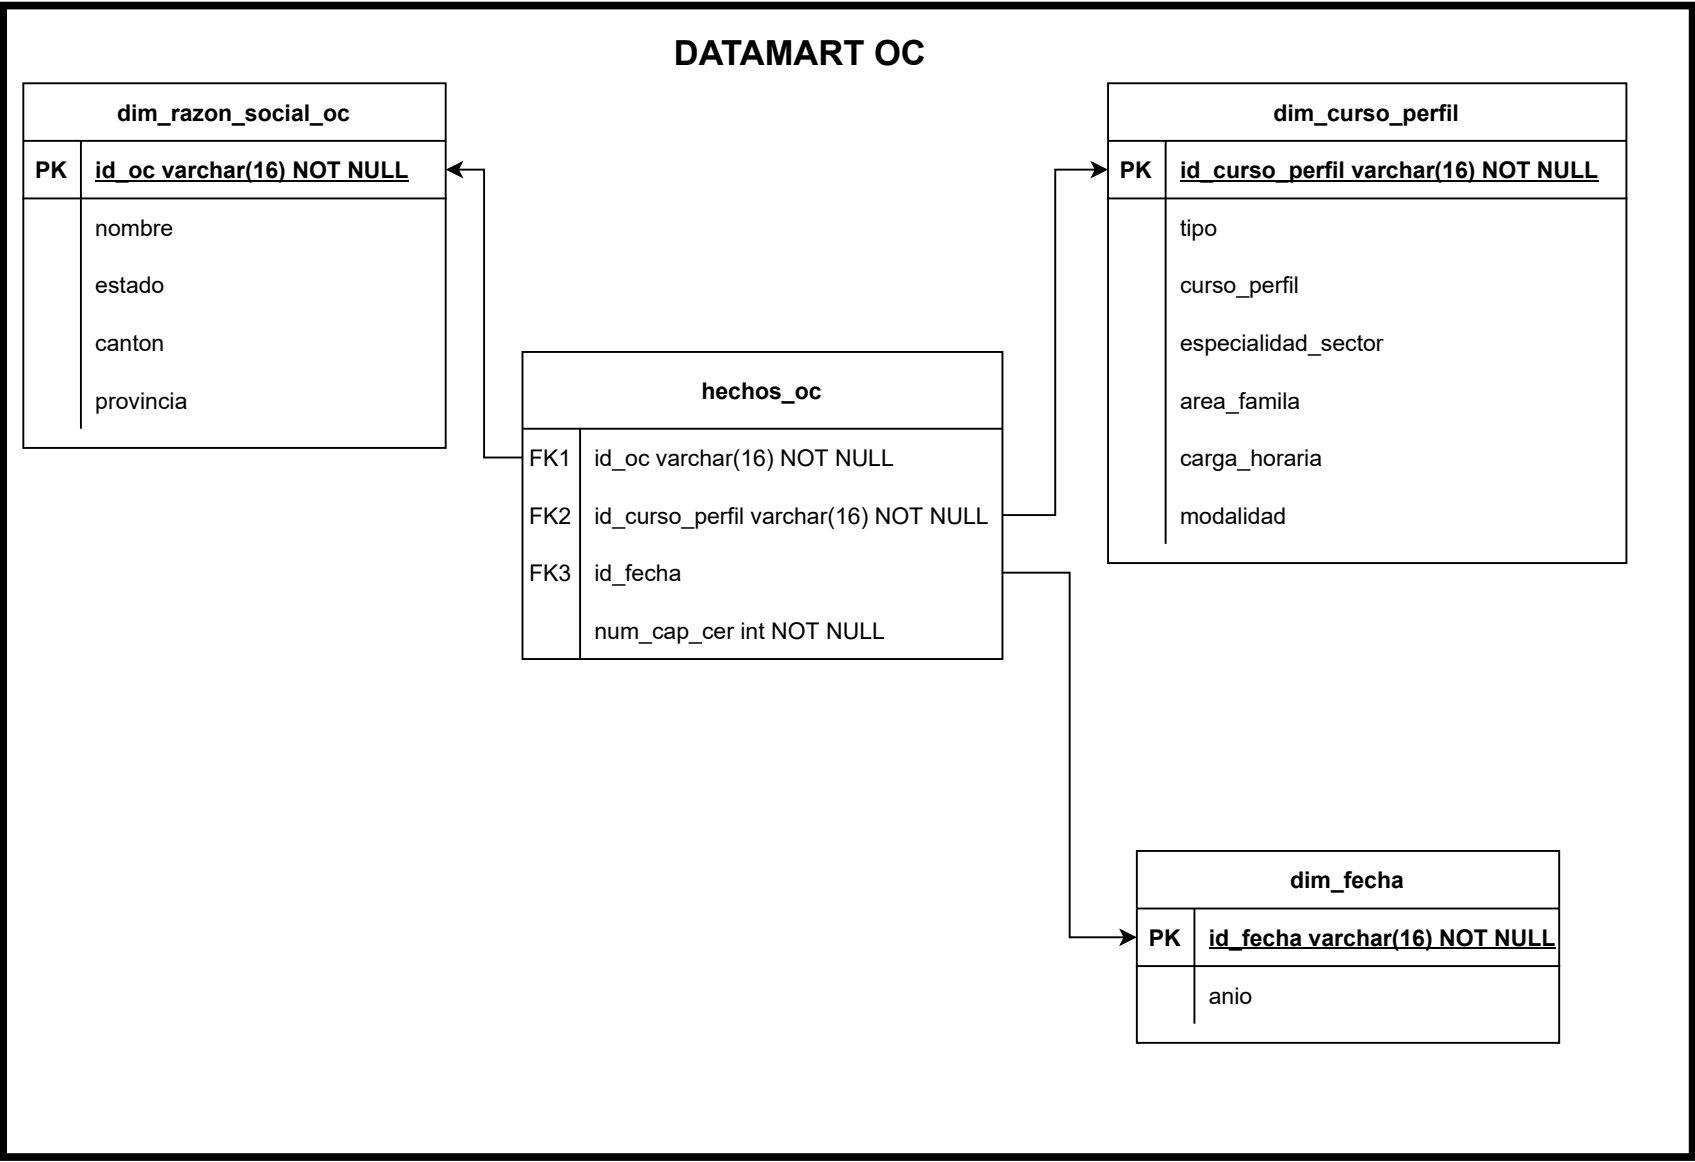 DATAMART OC
dim_razon_social_oc
PK id_oc varchar(16) NOT NULL
nombre
estado
canton
provincia
dim_curso_perfil
PK id_curso_perfil varchar(16) NOT NULL
tipo
curso_perfil
especialidad_sector
area_famila
carga_horaria
modalidad
hechos_oc
FK1 id_oc varchar(16) NOT NULL
FK2 id_curso_perfil varchar(16) NOT NULL
FK3 id_fecha
num_cap_cer int NOT NULL
dim_fecha
PK id_fecha varchar(16) NOT NULL
anio